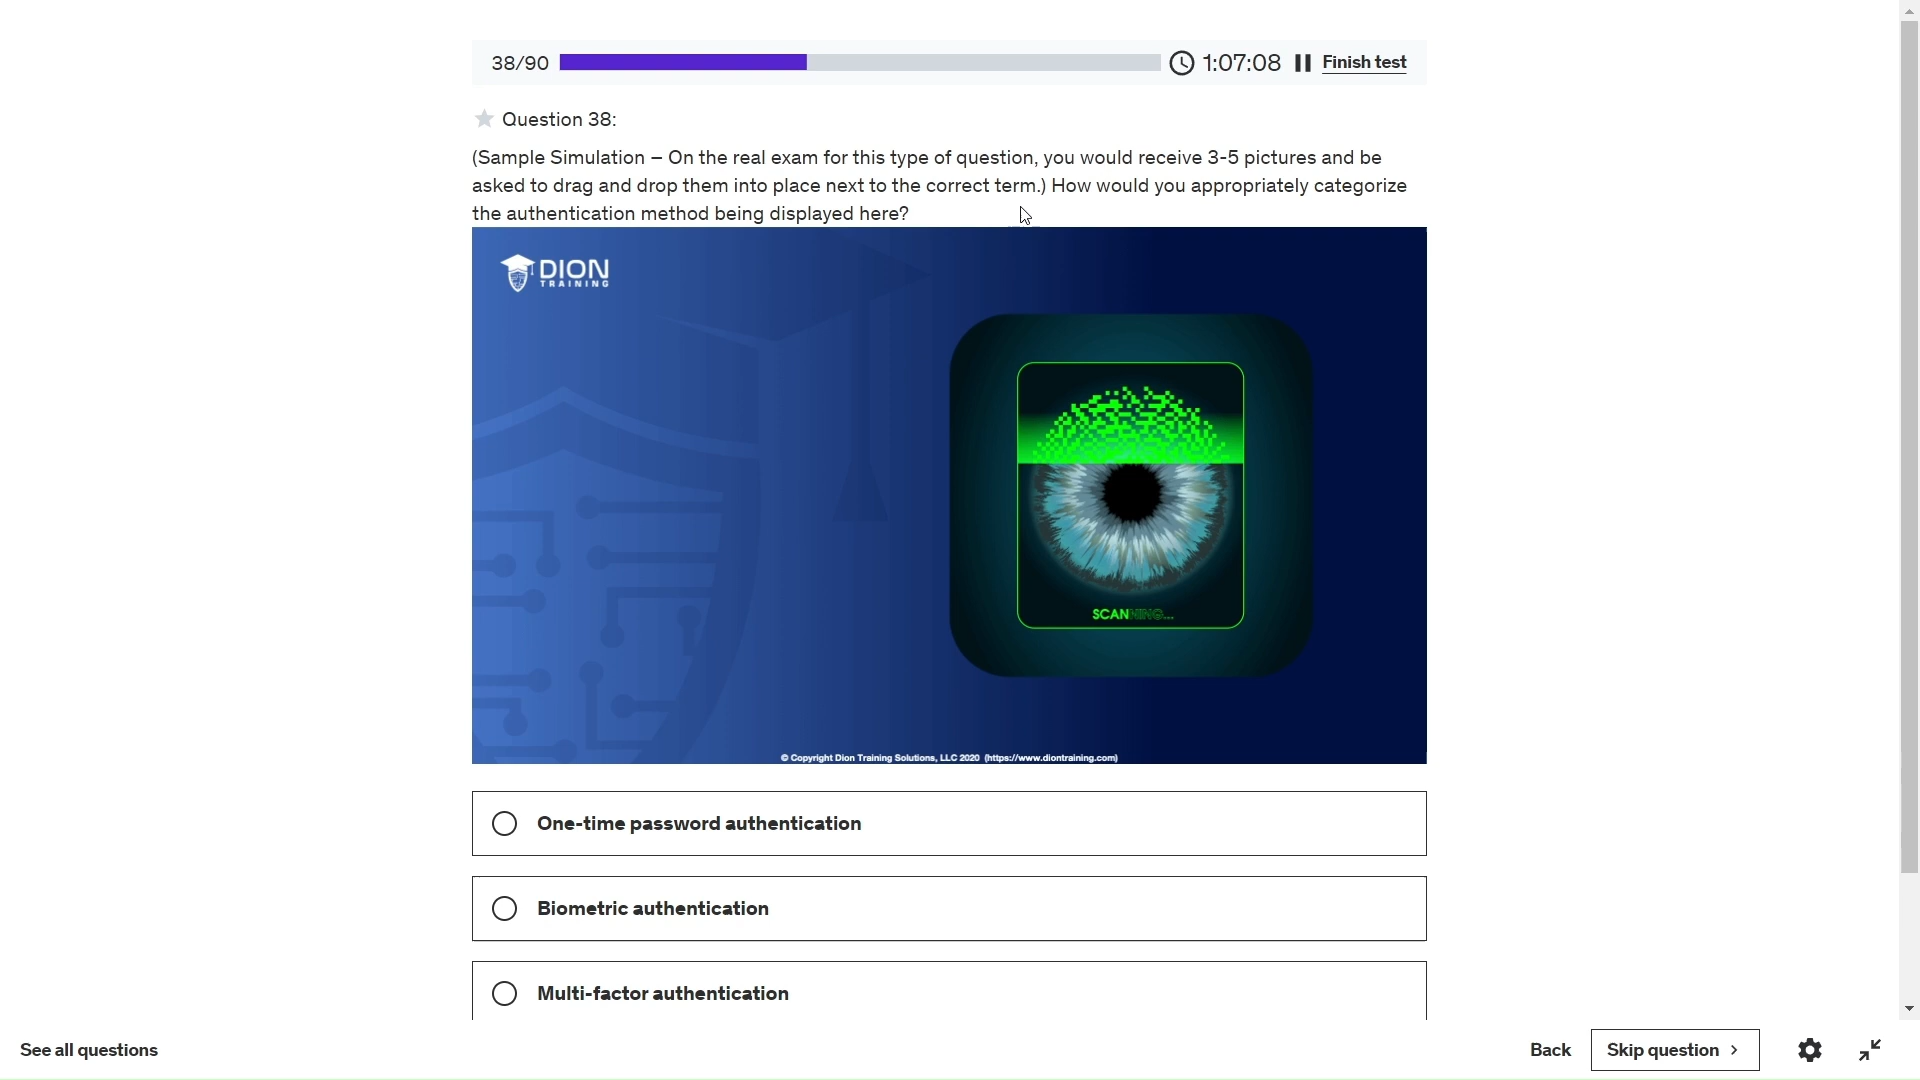 38/90
1:07:08
Finish test
Question 38:
(Sample Simulation – On the real exam for this type of question, you would receive 3-5 pictures and be
asked to drag and drop them into place next to the correct term.) How would you appropriately categorize
the authentication method being displayed here?
DION
TRAINING
SCANNING...
© Copyright Dion Training Solutions, LLC 2020 (https://www.diontraining.com)
One-time password authentication
Biometric authentication
Multi-factor authentication
See all questions
Back
Skip question